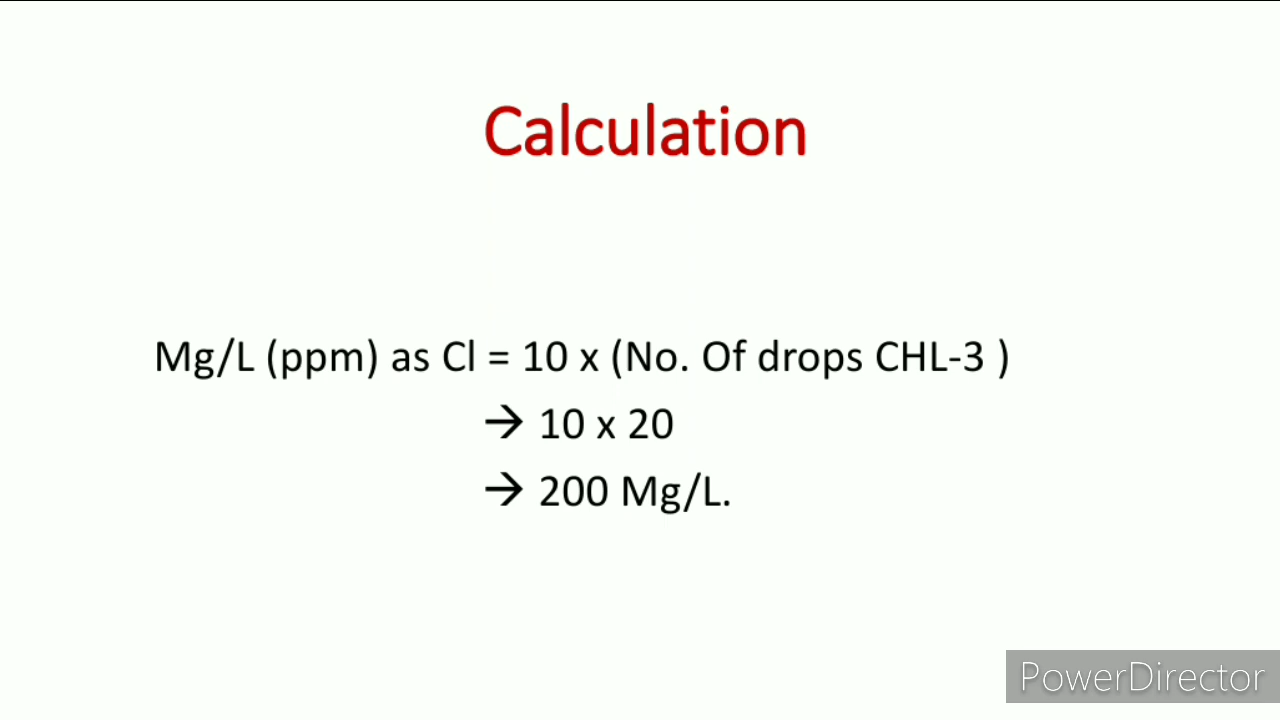 Calculation
Mg/L (ppm) as Cl = 10 x (No. Of drops CHL-3 )
→ 10 x 20
→ 200 Mg/L.
PowerDirector